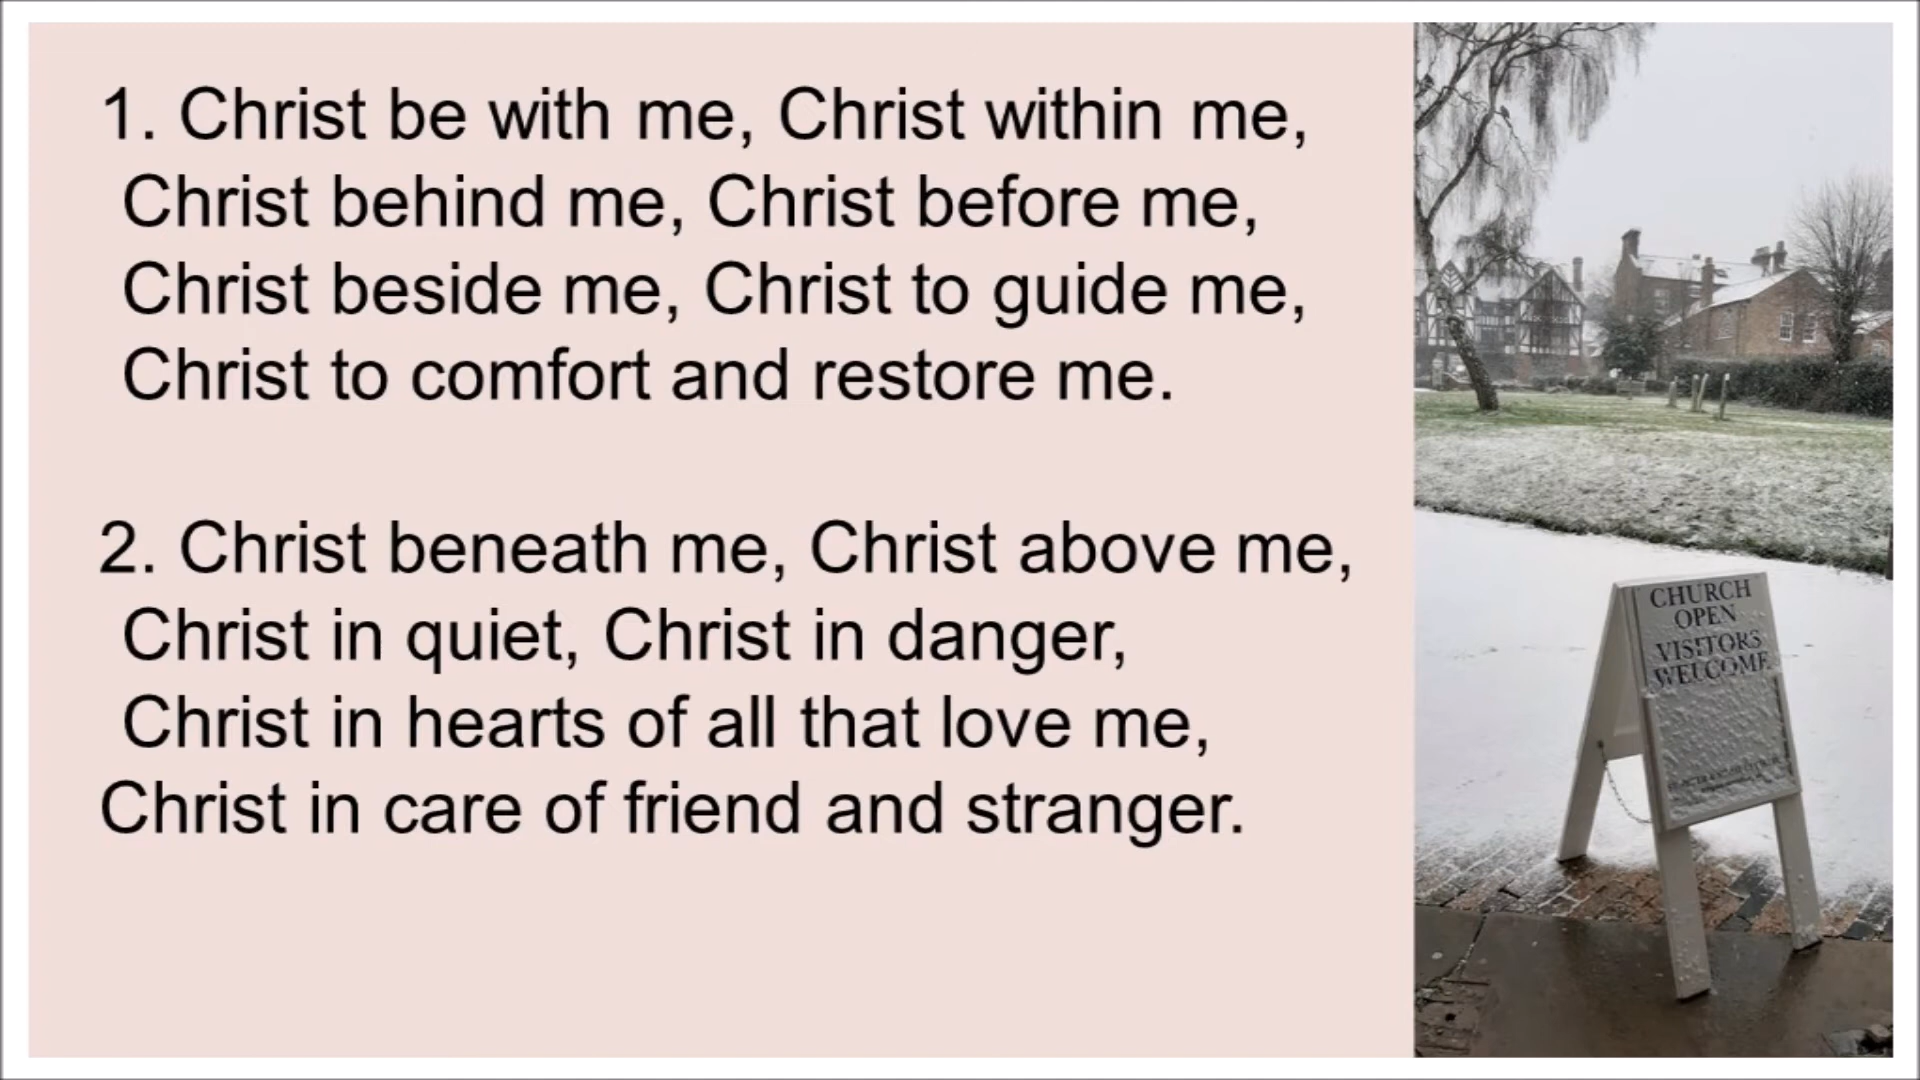 1. Christ be with me, Christ within me,
Christ behind me, Christ before me,
Christ beside me, Christ to guide me,
Christ to comfort and restore me.
2. Christ beneath me, Christ above me,
Christ in quiet, Christ in danger,
Christ in hearts of all that love me,
Christ in care of friend and stranger.
CHURCH
OPEN
VISITORS
WELCOME